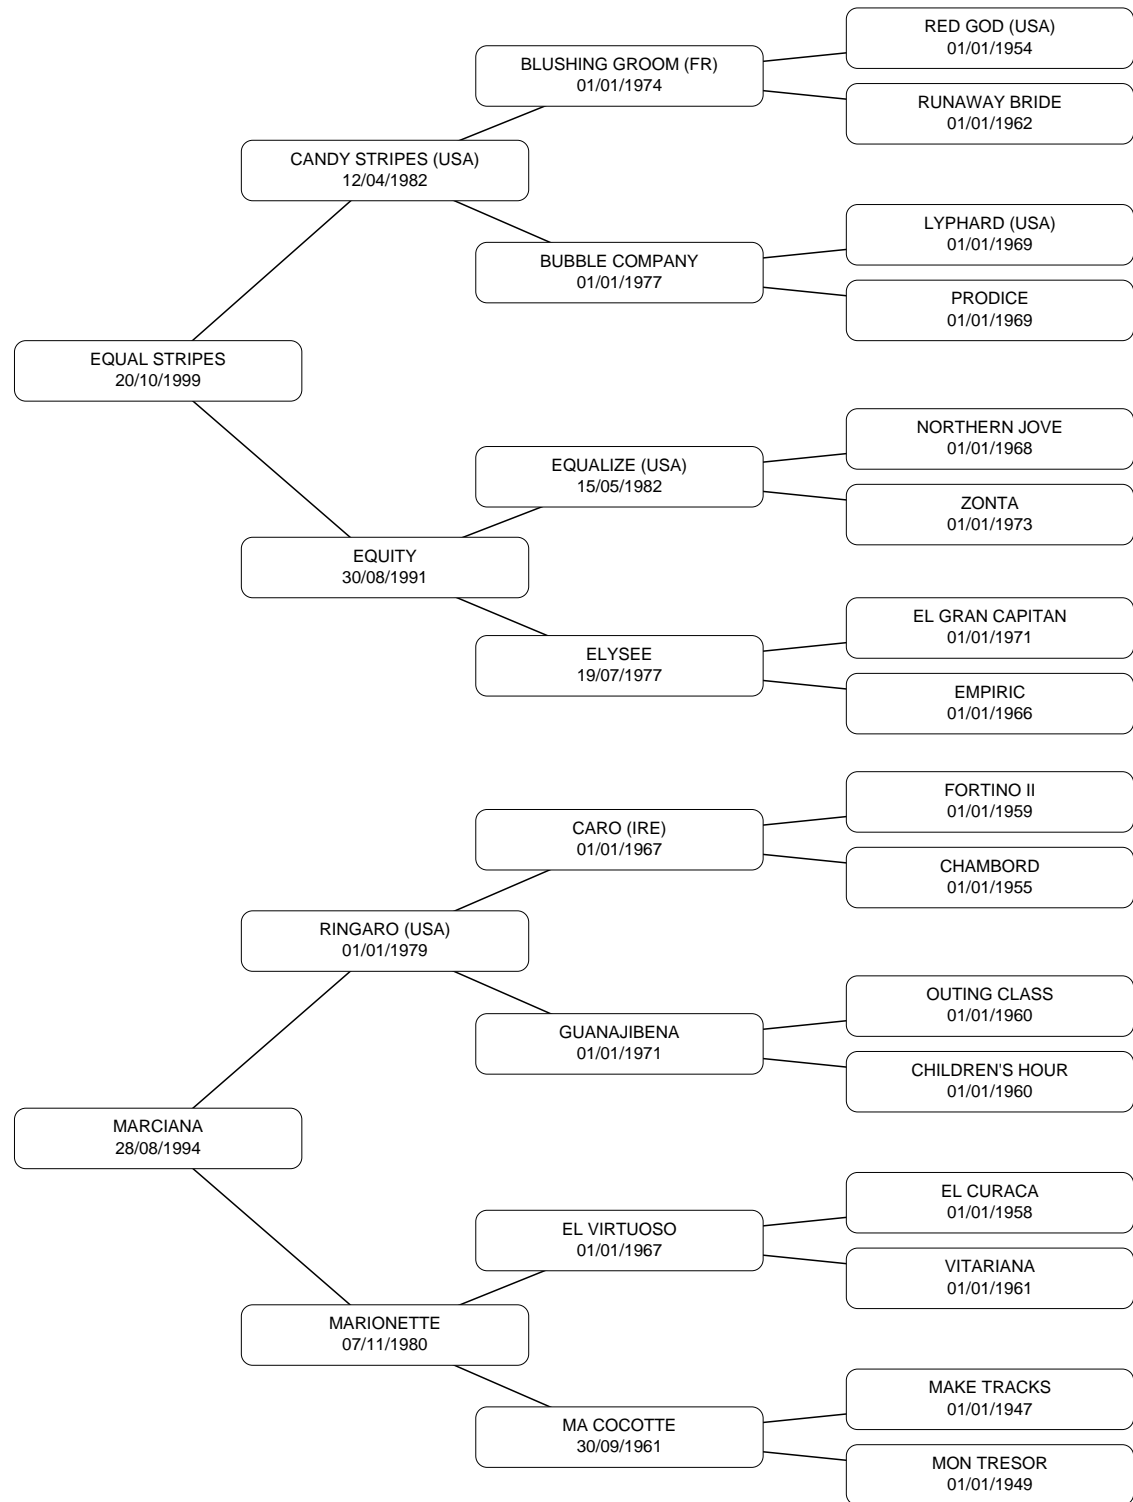 RED GOD (USA)
01/01/1954
BLUSHING GROOM (FR)
01/01/1974
RUNAWAY BRIDE
01/01/1962
CANDY STRIPES (USA)
12/04/1982
LYPHARD (USA)
01/01/1969
BUBBLE COMPANY
01/01/1977
PRODICE
01/01/1969
EQUAL STRIPES
20/10/1999
NORTHERN JOVE
01/01/1968
EQUALIZE (USA)
15/05/1982
ZONTA
01/01/1973
EQUITY
30/08/1991
EL GRAN CAPITAN
01/01/1971
ELYSEE
19/07/1977
EMPIRIC
01/01/1966
FORTINO II
01/01/1959
CARO (IRE)
01/01/1967
CHAMBORD
01/01/1955
RINGARO (USA)
01/01/1979
OUTING CLASS
01/01/1960
GUANAJIBENA
01/01/1971
CHILDREN'S HOUR
01/01/1960
MARCIANA
28/08/1994
EL CURACA
01/01/1958
EL VIRTUOSO
01/01/1967
VITARIANA
01/01/1961
MARIONETTE
07/11/1980
MAKE TRACKS
01/01/1947
MA COCOTTE
30/09/1961
MON TRESOR
01/01/1949